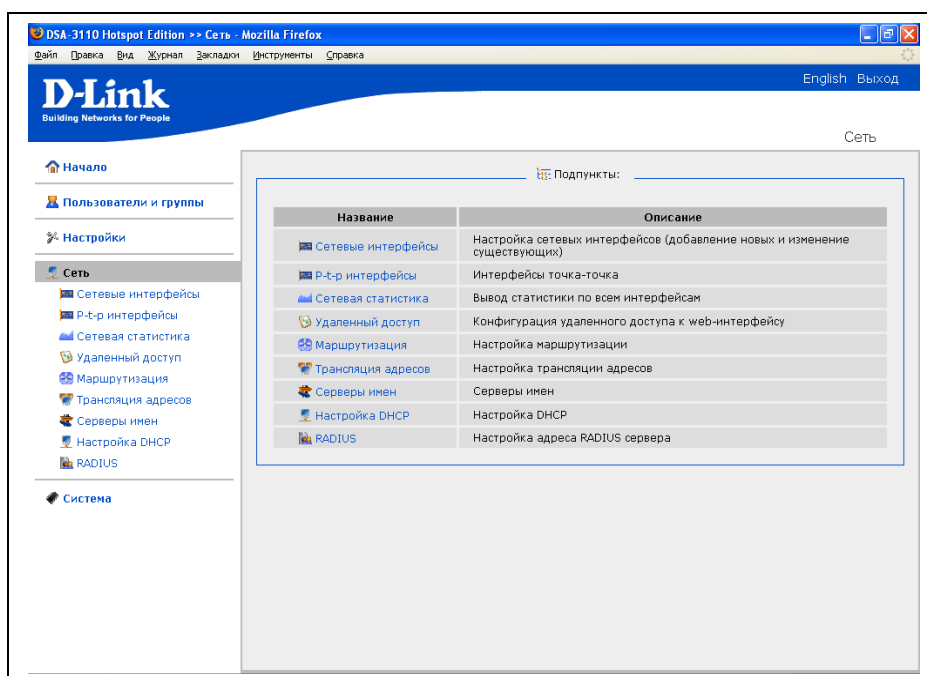 DSA-3110 Hotspot Edition >> Сеть - Mozilla Firefox
Файл Правка Вид Журнал Закладки Инструменты Справка
English Выход
D-Link
Building Networks for People
Сеть
Начало
Пользователи и группы
Настройки
Сеть
Сетевые интерфейсы
P-t-p интерфейсы
Сетевая статистика
Удаленный доступ
Маршрутизация
Трансляция адресов
Серверы имен
Настройка DHCP
RADIUS
Система
Подпункты:
Название Описание
Сетевые интерфейсы Настройка сетевых интерфейсов (добавление новых и изменение
существующих)
P-t-p интерфейсы Интерфейсы точка-точка
Сетевая статистика Вывод статистики по всем интерфейсам
Удаленный доступ Конфигурация удаленного доступа к web-интерфейсу
Маршрутизация Настройка маршрутизации
Трансляция адресов Настройка трансляции адресов
Серверы имен Серверы имен
Настройка DHCP Настройка DHCP
RADIUS Настройка адреса RADIUS сервера